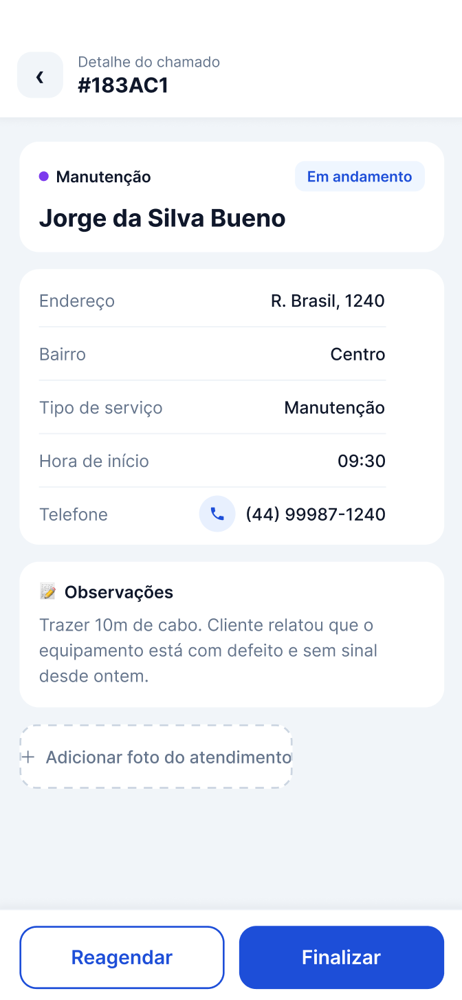 Detalhe do chamado
#183AC1
Manutenção
Em andamento
Jorge da Silva Bueno
Endereço R. Brasil, 1240
Bairro Centro
Tipo de serviço Manutenção
Hora de início 09:30
Telefone (44) 99987-1240
📝 Observações
Trazer 10m de cabo. Cliente relatou que o
equipamento está com defeito e sem sinal
desde ontem.
+ Adicionar foto do atendimento
Reagendar
Finalizar